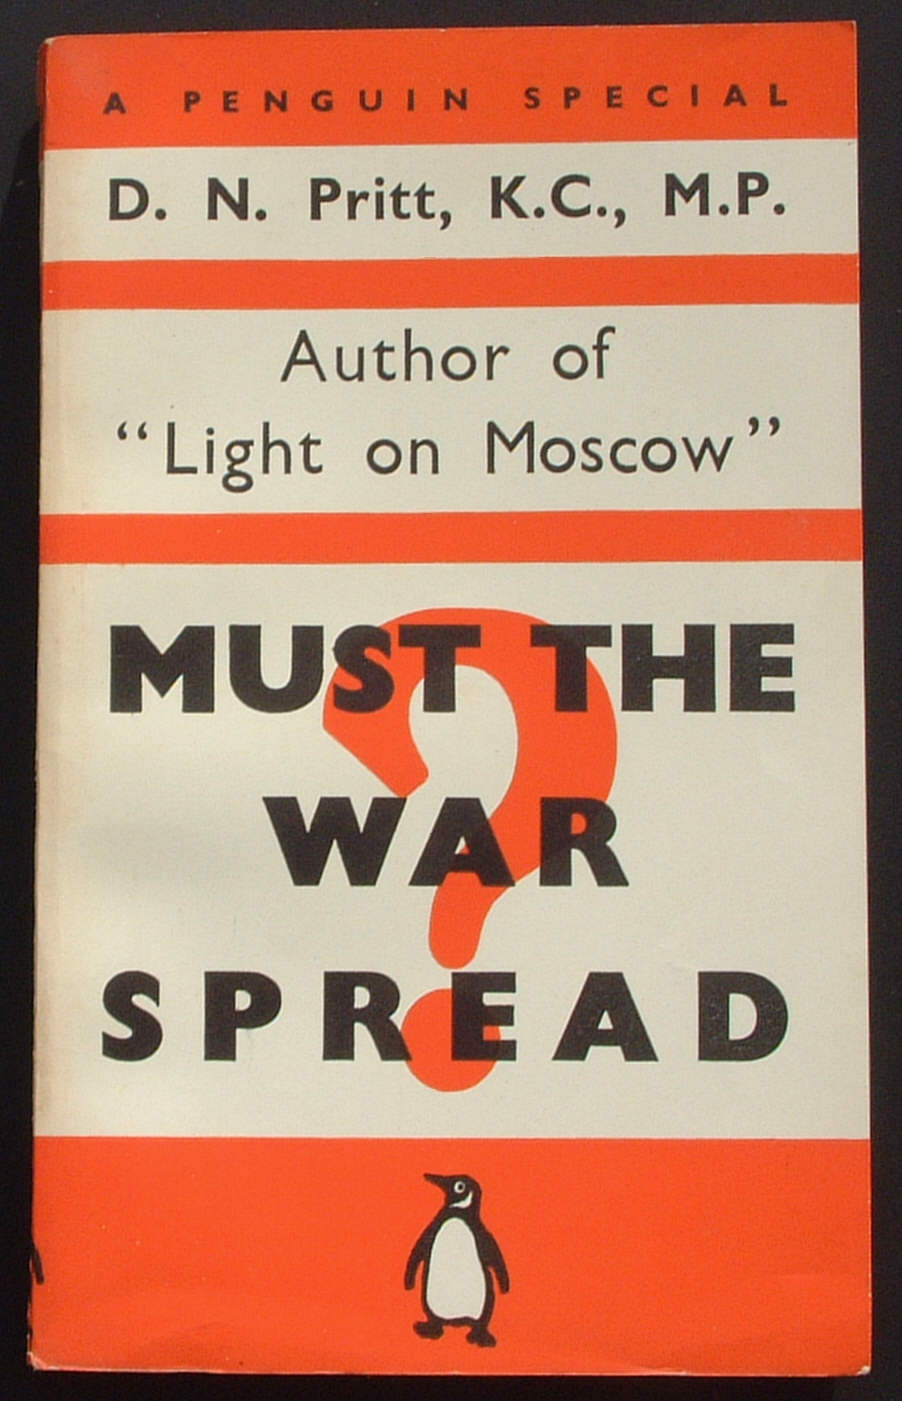 A PENGUIN SPECIAL
D. N. Pritt, K.C., M.P.
Author of
“Light on Moscow”
MUST THE
WAR
SPREAD
?